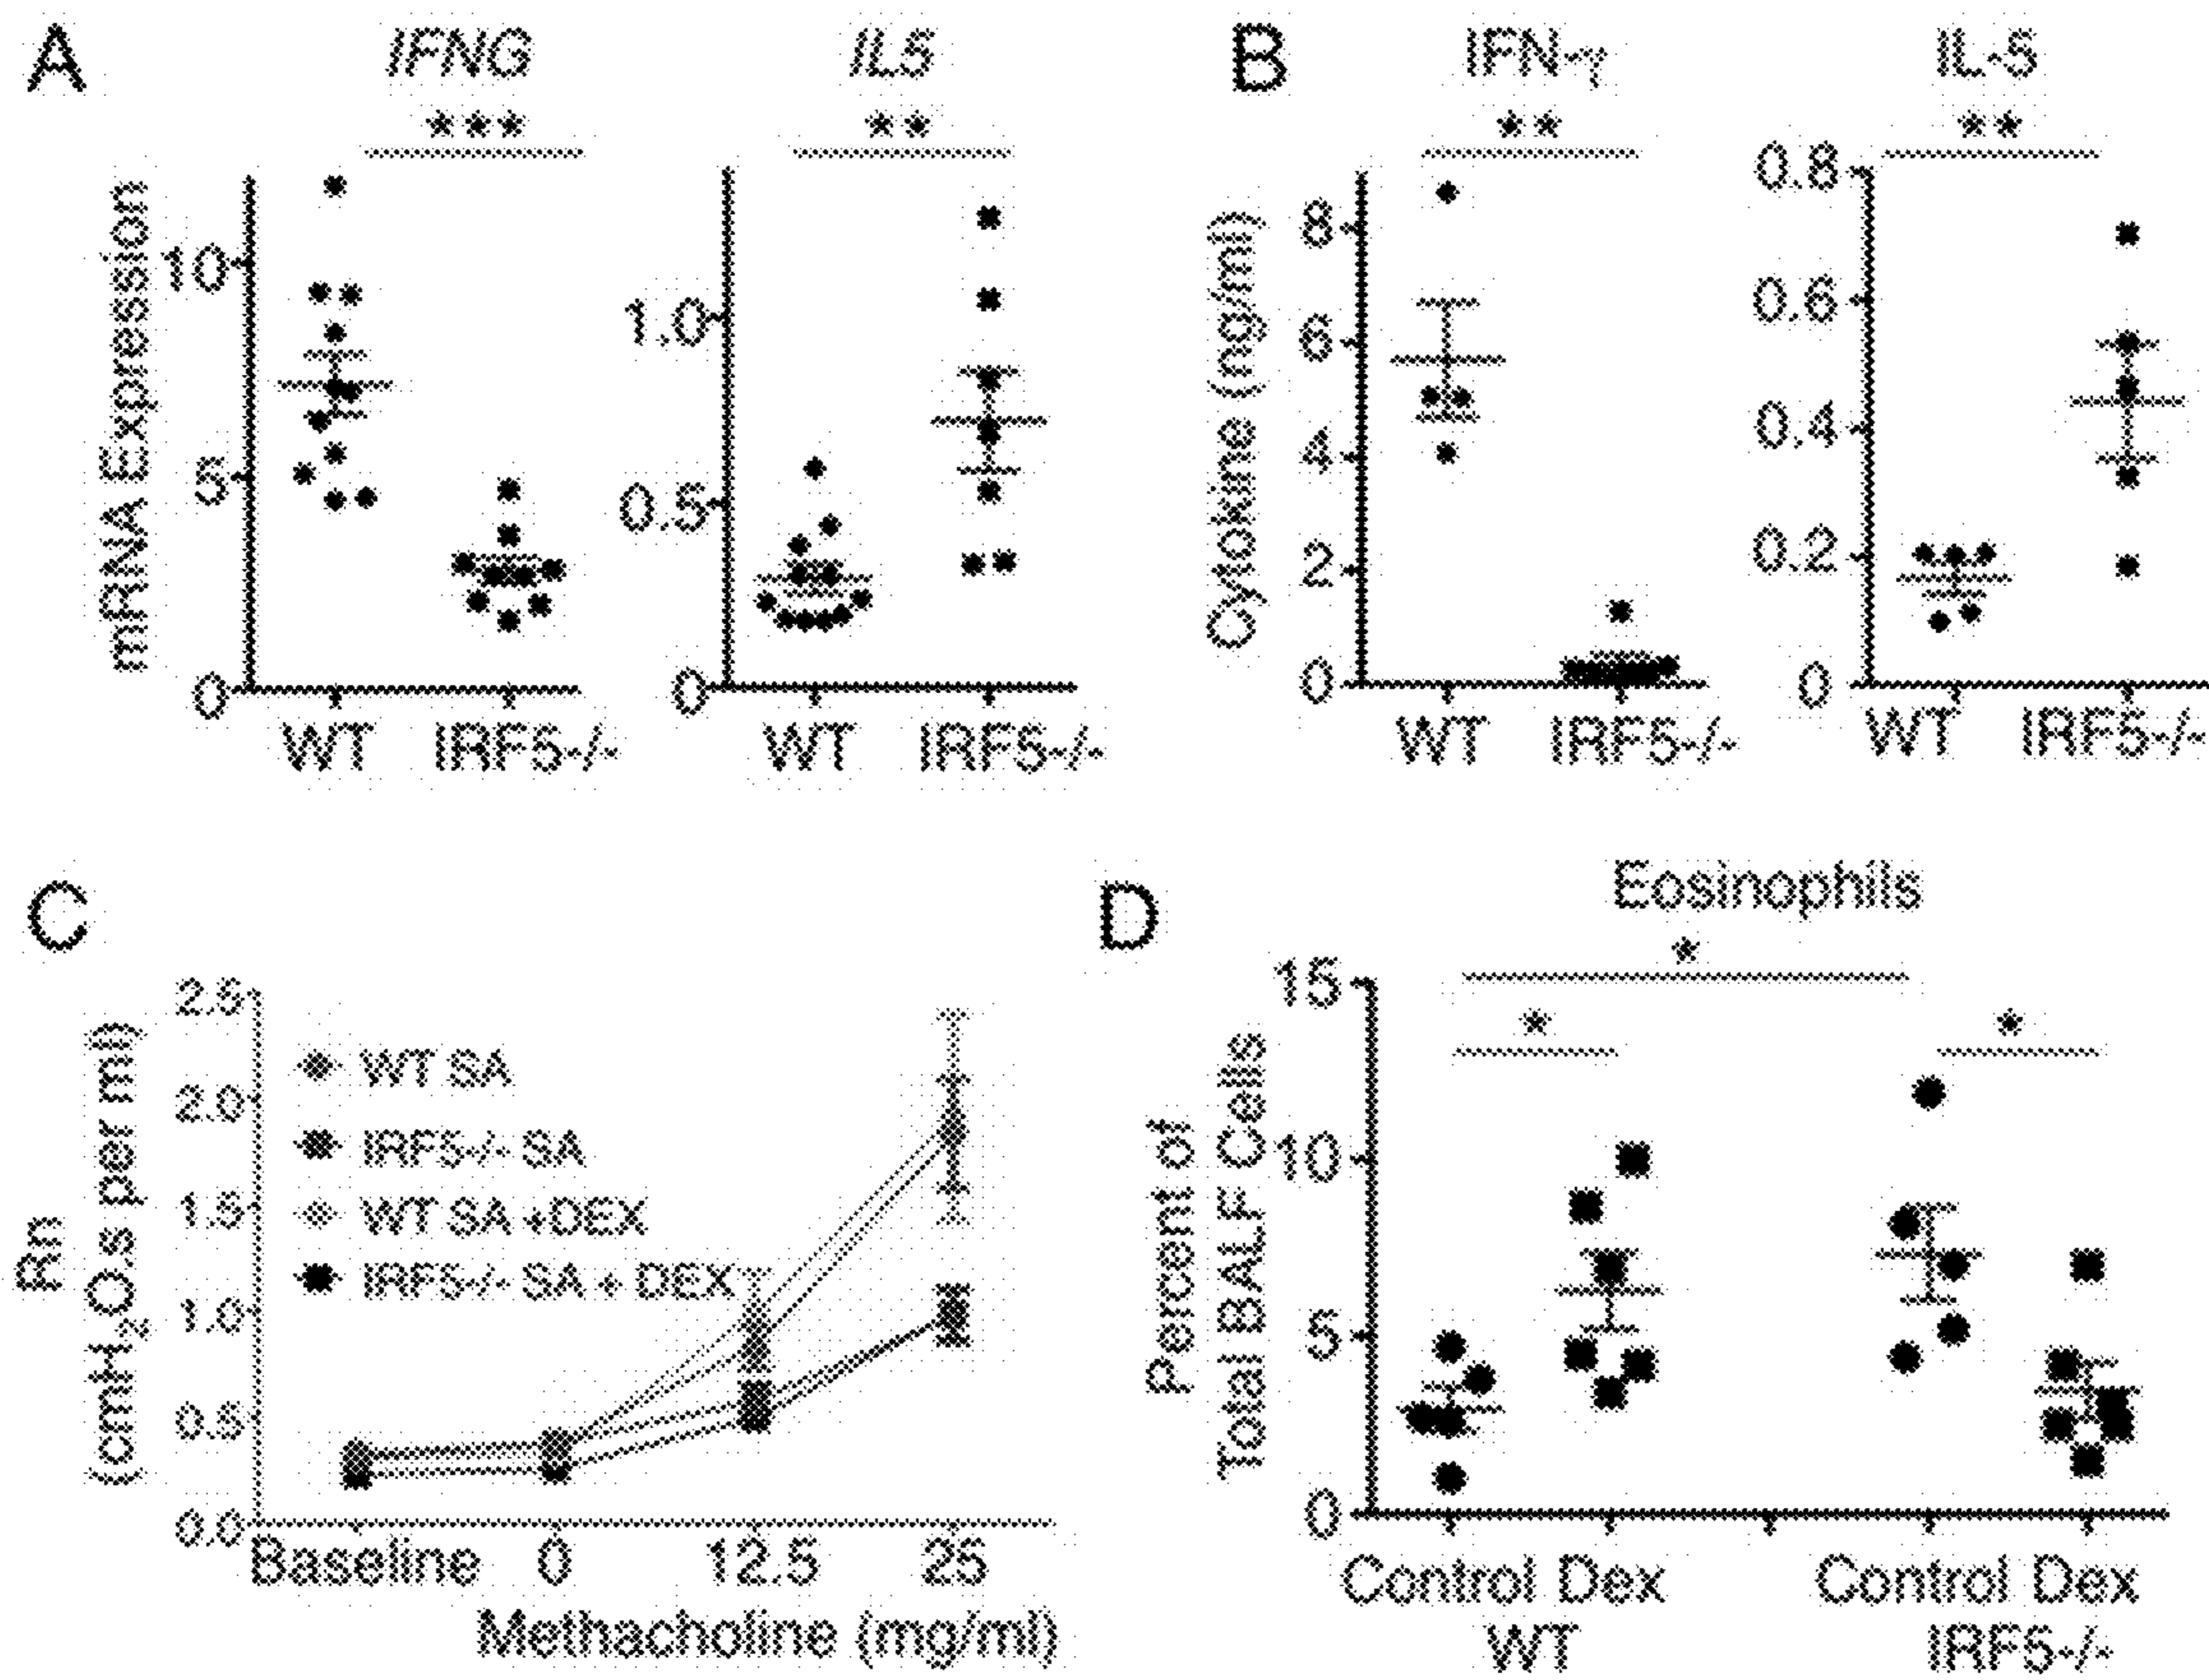 A
IFNG
***
mRNA Expression
10
5
0
WT IRF5-/-
IL5
**
1.0
0.5
0
WT IRF5-/-
B
IFN-γ
**
Cytokine (ng/ml)
8
6
4
2
0
WT IRF5-/-
IL-5
**
0.8
0.6
0.4
0.2
0
WT IRF5-/-
C
Rn
(cmH₂O.s per ml)
2.5
2.0
1.5
1.0
0.5
0.0
WT SA
IRF5-/- SA
WT SA +DEX
IRF5-/- SA + DEX
Baseline 0 12.5 25
Methacholine (mg/ml)
D
Eosinophils
*
* *
Percent of
Total BALF Cells
15
10
5
0
Control Dex Control Dex
WT IRF5-/-